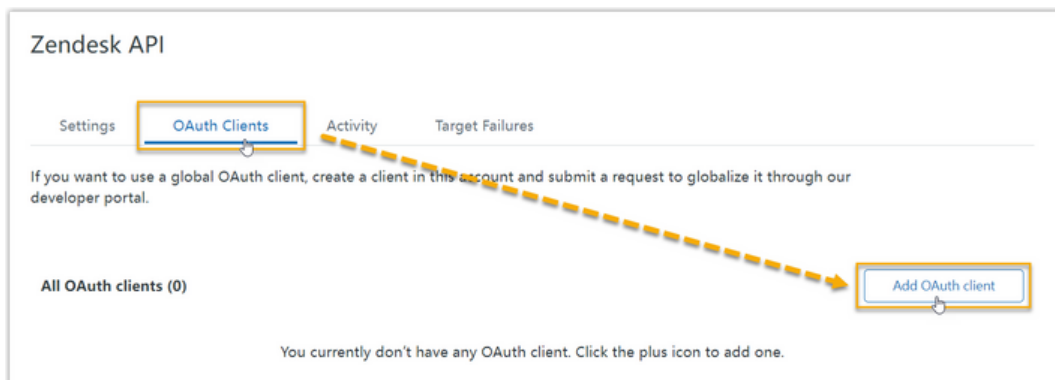 Zendesk API
Settings OAuth Clients Activity Target Failures
If you want to use a global OAuth client, create a client in this account and submit a request to globalize it through our
developer portal.
All OAuth clients (0) Add OAuth client
You currently don't have any OAuth client. Click the plus icon to add one.